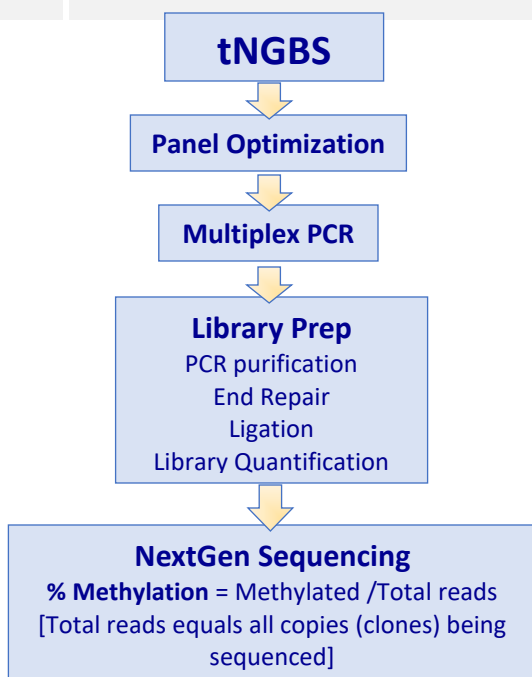 tNGBS
Panel Optimization
Multiplex PCR
Library Prep
PCR purification
End Repair
Ligation
Library Quantification
NextGen Sequencing
% Methylation = Methylated /Total reads
[Total reads equals all copies (clones) being
sequenced]